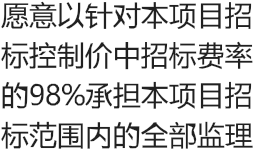 愿意以针对本项目招
标控制价中招标费率
的98%承担本项目招
标范围内的全部监理